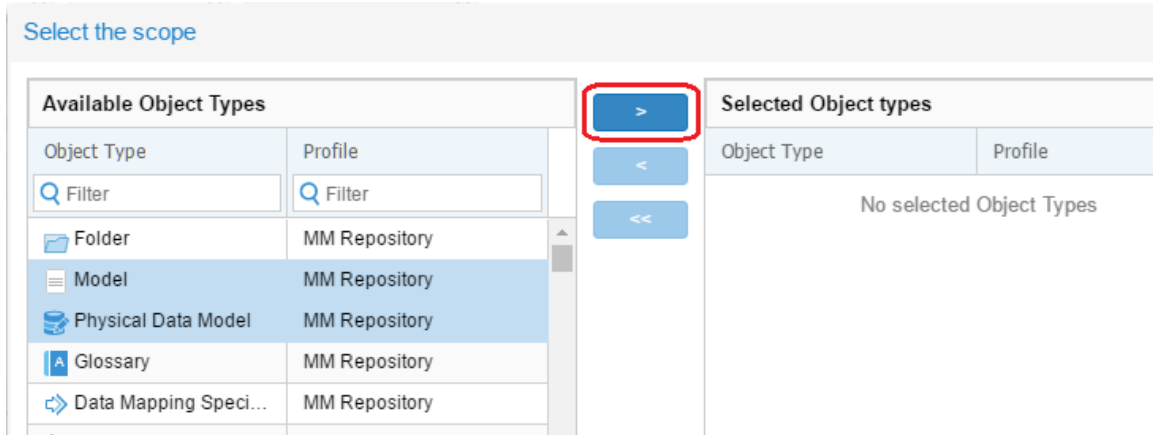 Select the scope
Available Object Types
Object Type Profile
Filter Filter
Folder MM Repository
Model MM Repository
Physical Data Model MM Repository
A Glossary MM Repository
Data Mapping Speci... MM Repository
>
<
<<
Selected Object types
Object Type Profile
No selected Object Types